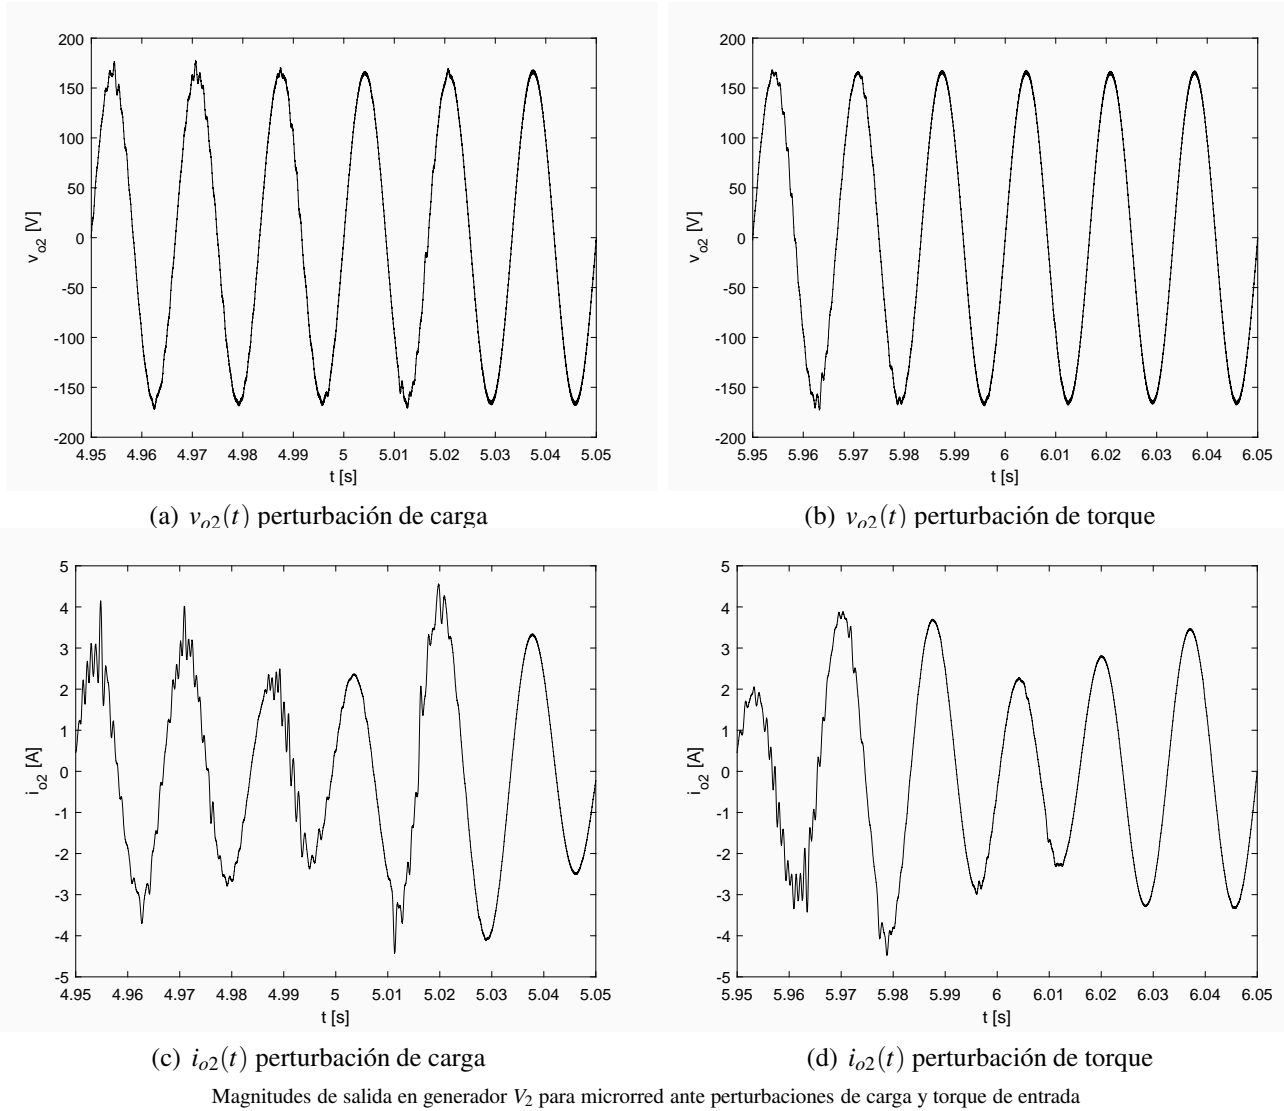 200
150
100
50
0
-50
-100
-150
-200
v_o2 [V]
4.95 4.96 4.97 4.98 4.99 5 5.01 5.02 5.03 5.04 5.05
t [s]
(a) v_o2(t) perturbación de carga
200
150
100
50
0
-50
-100
-150
-200
v_o2 [V]
5.95 5.96 5.97 5.98 5.99 6 6.01 6.02 6.03 6.04 6.05
t [s]
(b) v_o2(t) perturbación de torque
5
4
3
2
1
0
-1
-2
-3
-4
-5
i_o2 [A]
4.95 4.96 4.97 4.98 4.99 5 5.01 5.02 5.03 5.04 5.05
t [s]
(c) i_o2(t) perturbación de carga
5
4
3
2
1
0
-1
-2
-3
-4
-5
i_o2 [A]
5.95 5.96 5.97 5.98 5.99 6 6.01 6.02 6.03 6.04 6.05
t [s]
(d) i_o2(t) perturbación de torque
Magnitudes de salida en generador V_2 para microrred ante perturbaciones de carga y torque de entrada